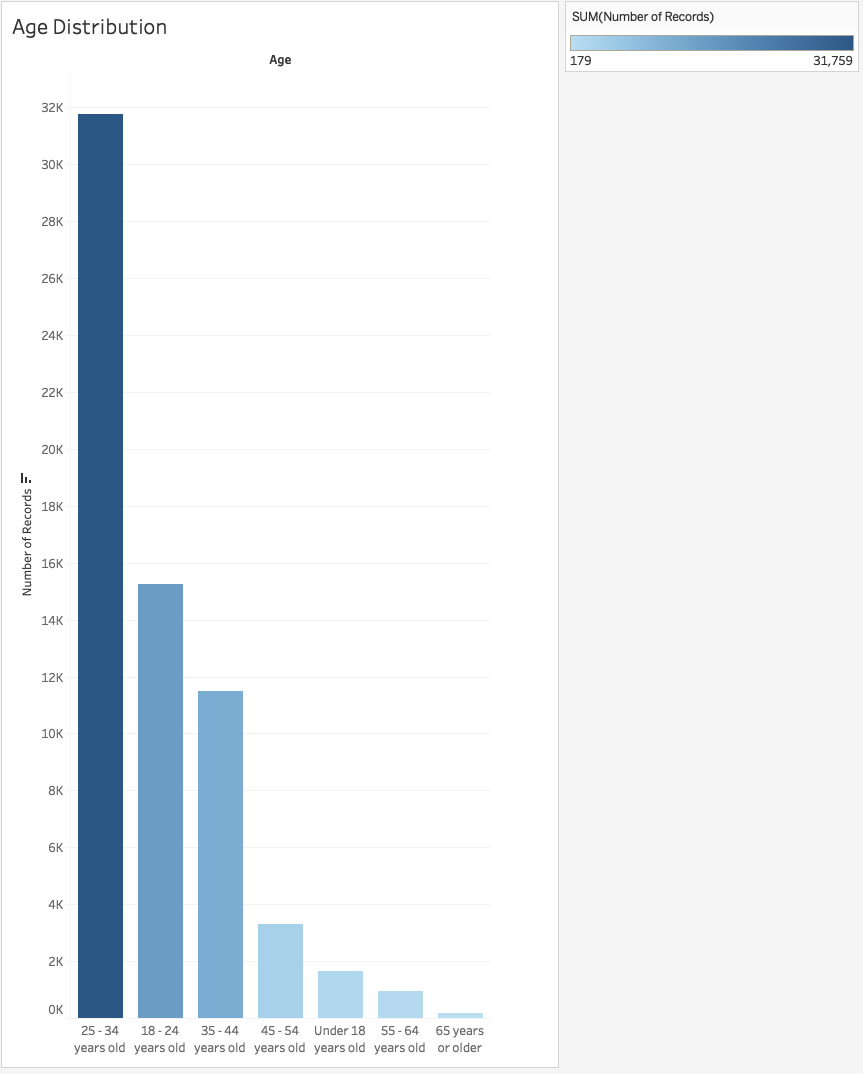 Age Distribution
SUM(Number of Records)
179 31,759
Age
Number of Records
32K
30K
28K
26K
24K
22K
20K
18K
16K
14K
12K
10K
8K
6K
4K
2K
0K
25 - 34 18 - 24 35 - 44 45 - 54 Under 18 55 - 64 65 years
years old years old years old years old years old years old or older